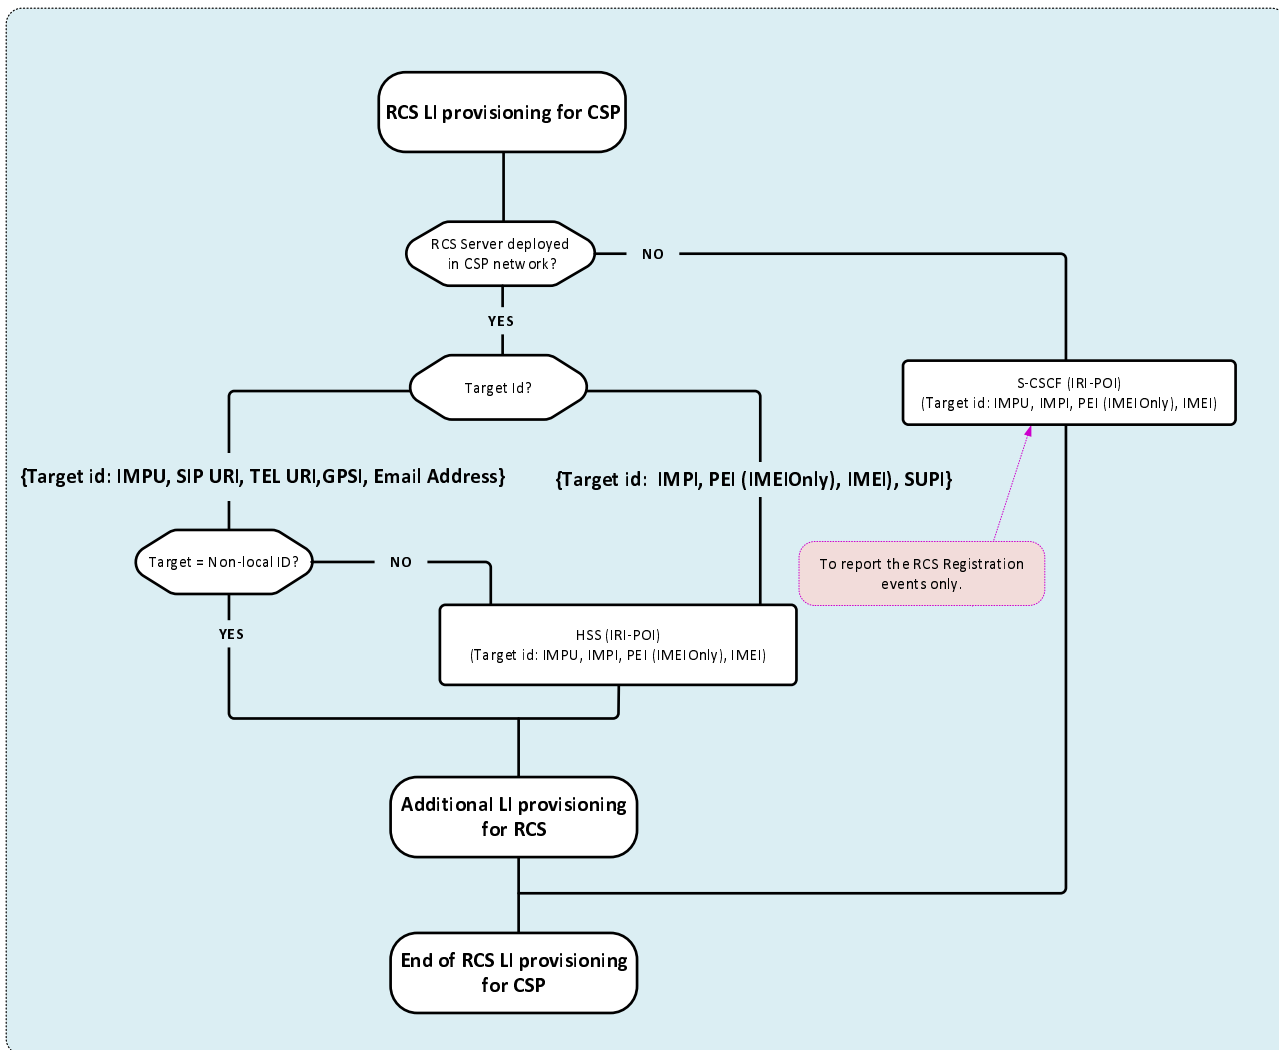 RCS LI provisioning for CSP
RCS Server deployed
in CSP network?
NO
YES
Target Id?
S-CSCF (IRI-POI)
(Target id: IMPU, IMPI, PEI (IMEIOnly), IMEI)
{Target id: IMPU, SIP URI, TEL URI,GPSI, Email Address}
{Target id: IMPI, PEI (IMEIOnly), IMEI), SUPI}
Target = Non-local ID?
NO
To report the RCS Registration
events only.
YES
HSS (IRI-POI)
(Target id: IMPU, IMPI, PEI (IMEIOnly), IMEI)
Additional LI provisioning
for RCS
End of RCS LI provisioning
for CSP